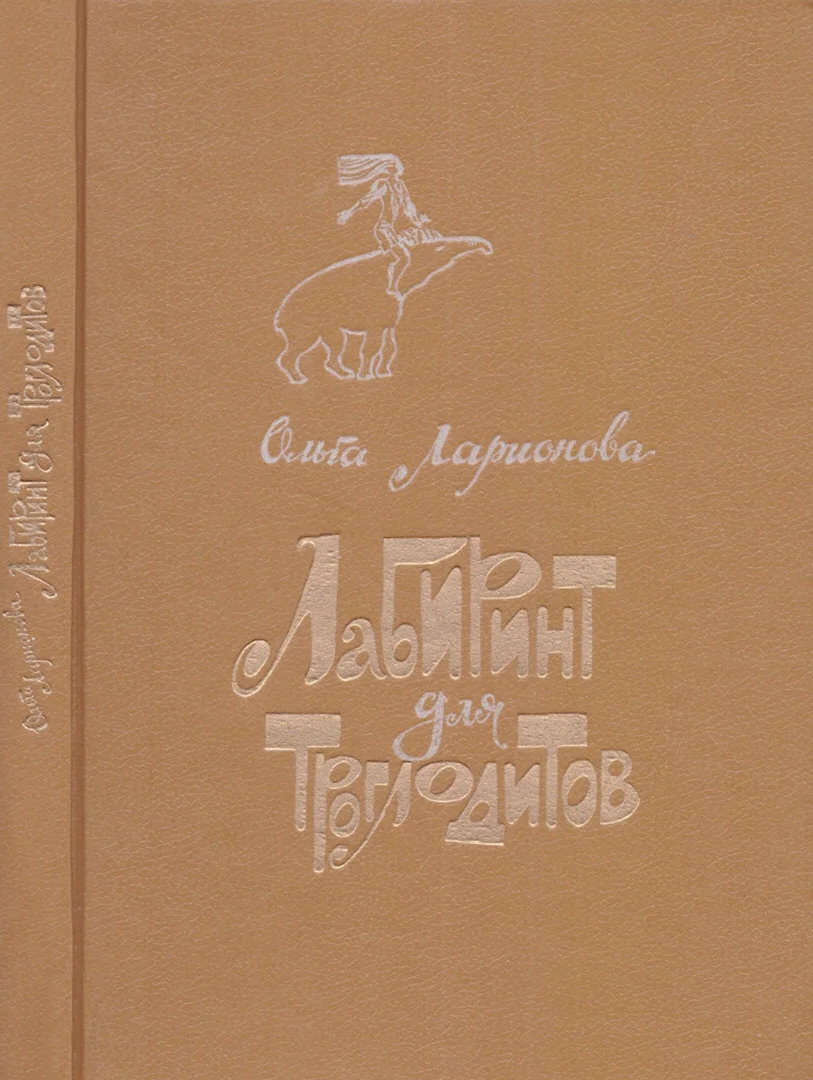 Ольга Ларионова Лабиринт для троглодитов
Ольга Ларионова
Лабиринт
для
троглодитов